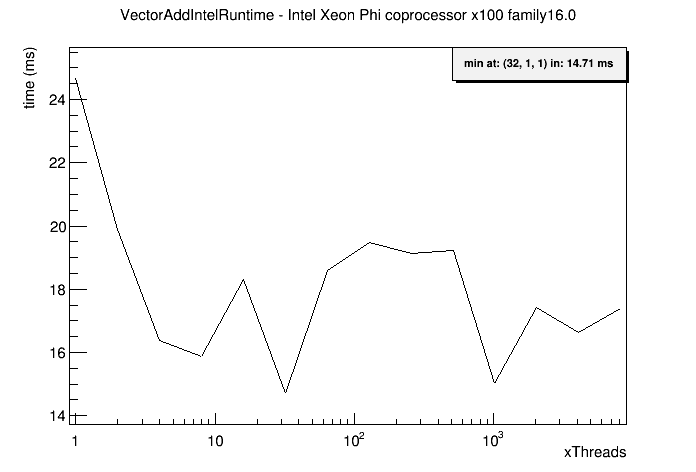 VectorAddIntelRuntime - Intel Xeon Phi coprocessor x100 family16.0
time (ms)
min at: (32, 1, 1) in: 14.71 ms
24
22
20
18
16
14
1 10 10² 10³
xThreads